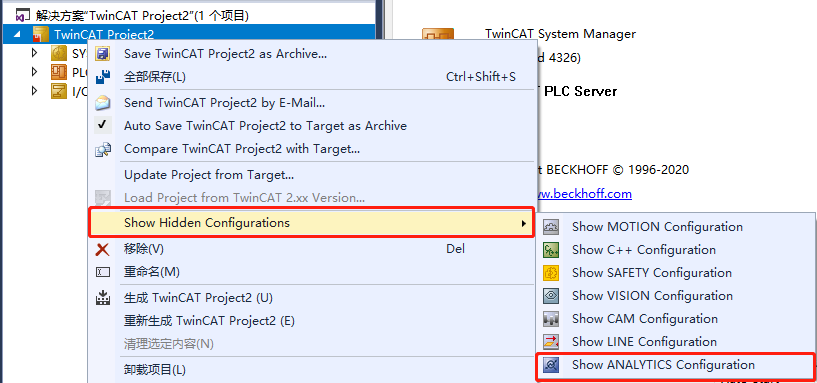 解决方案"TwinCAT Project2"(1 个项目)
TwinCAT Project2
SY
PLC
I/C
TwinCAT System Manager
d 4326)
T PLC Server
t BECKHOFF © 1996-2020
www.beckhoff.com
Save TwinCAT Project2 as Archive...
全部保存(L) Ctrl+Shift+S
Send TwinCAT Project2 by E-Mail...
Auto Save TwinCAT Project2 to Target as Archive
Compare TwinCAT Project2 with Target...
Update Project from Target...
Load Project from TwinCAT 2.xx Version...
Show Hidden Configurations
移除(V) Del
重命名(M)
生成 TwinCAT Project2 (U)
重新生成 TwinCAT Project2 (E)
清理选定内容(N)
卸载项目(L)
Show MOTION Configuration
Show C++ Configuration
Show SAFETY Configuration
Show VISION Configuration
Show CAM Configuration
Show LINE Configuration
Show ANALYTICS Configuration